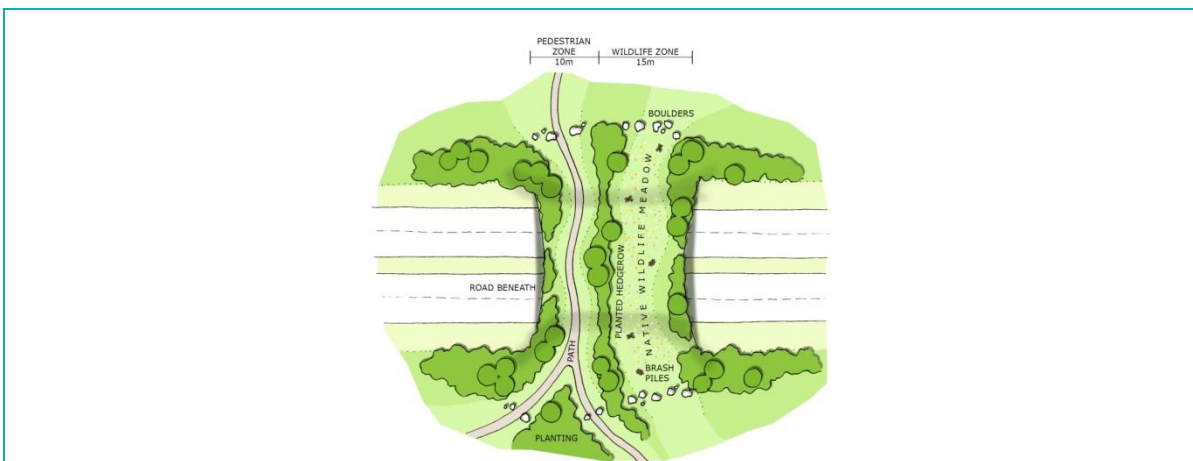 PEDESTRIAN
ZONE
10m
WILDLIFE ZONE
15m
BOULDERS
NATIVE WILDLIFE MEADOW
PLANTED HEDGEROW
ROAD BENEATH
PATH
BRASH
PILES
PLANTING